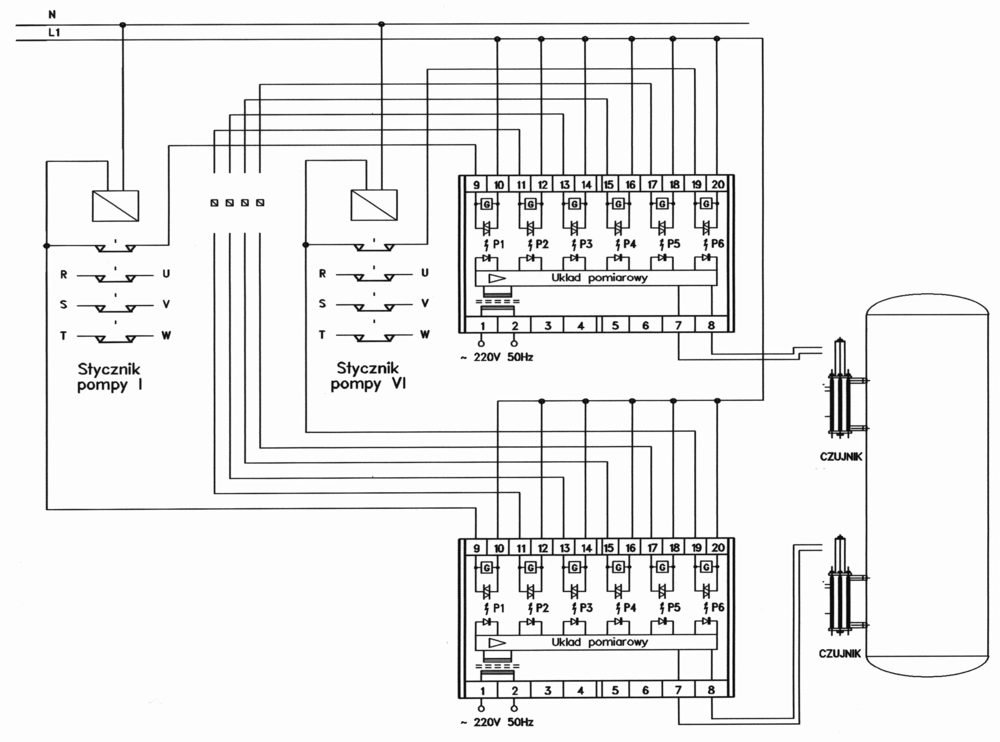 N
L1
9 10 11 12 13 14 15 16 17 18 19 20
G G G G G G
P1 P2 P3 P4 P5 P6
Uklad pomiarowy
1 2 3 4 5 6 7 8
~ 220V 50Hz
R U
S V
T W
Stycznik
pompy I
R U
S V
T W
Stycznik
pompy VI
CZUJNIK
9 10 11 12 13 14 15 16 17 18 19 20
G G G G G G
P1 P2 P3 P4 P5 P6
Uklad pomiarowy
1 2 3 4 5 6 7 8
~ 220V 50Hz
CZUJNIK